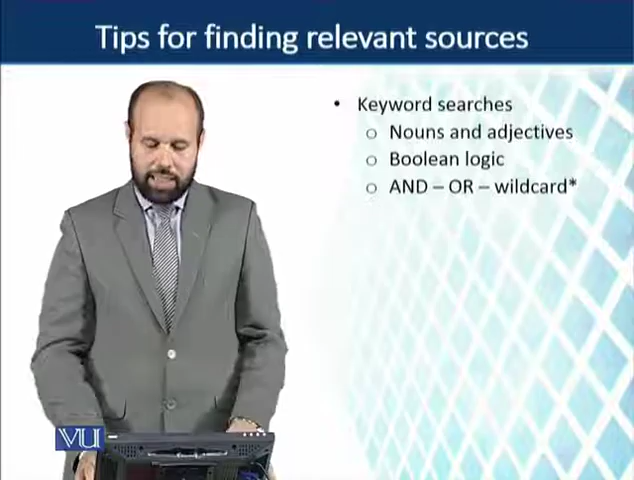 Tips for finding relevant sources
• Keyword searches
o Nouns and adjectives
o Boolean logic
o AND – OR – wildcard*
VU